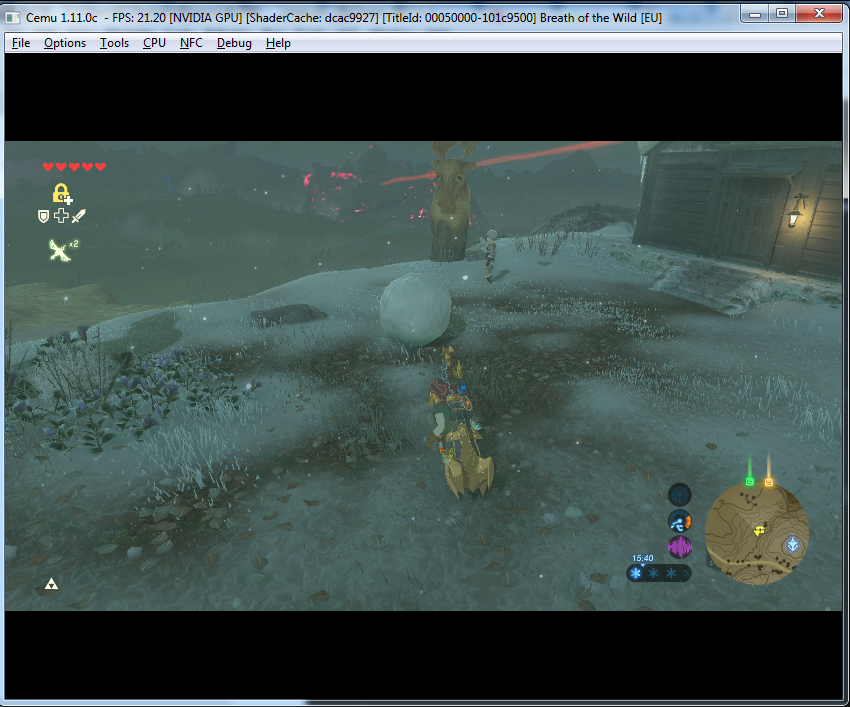 Cemu 1.11.0c - FPS: 21.20 [NVIDIA GPU] [ShaderCache: dcac9927] [TitleId: 00050000-101c9500] Breath of the Wild [EU]
File Options Tools CPU NFC Debug Help
×2
15:40